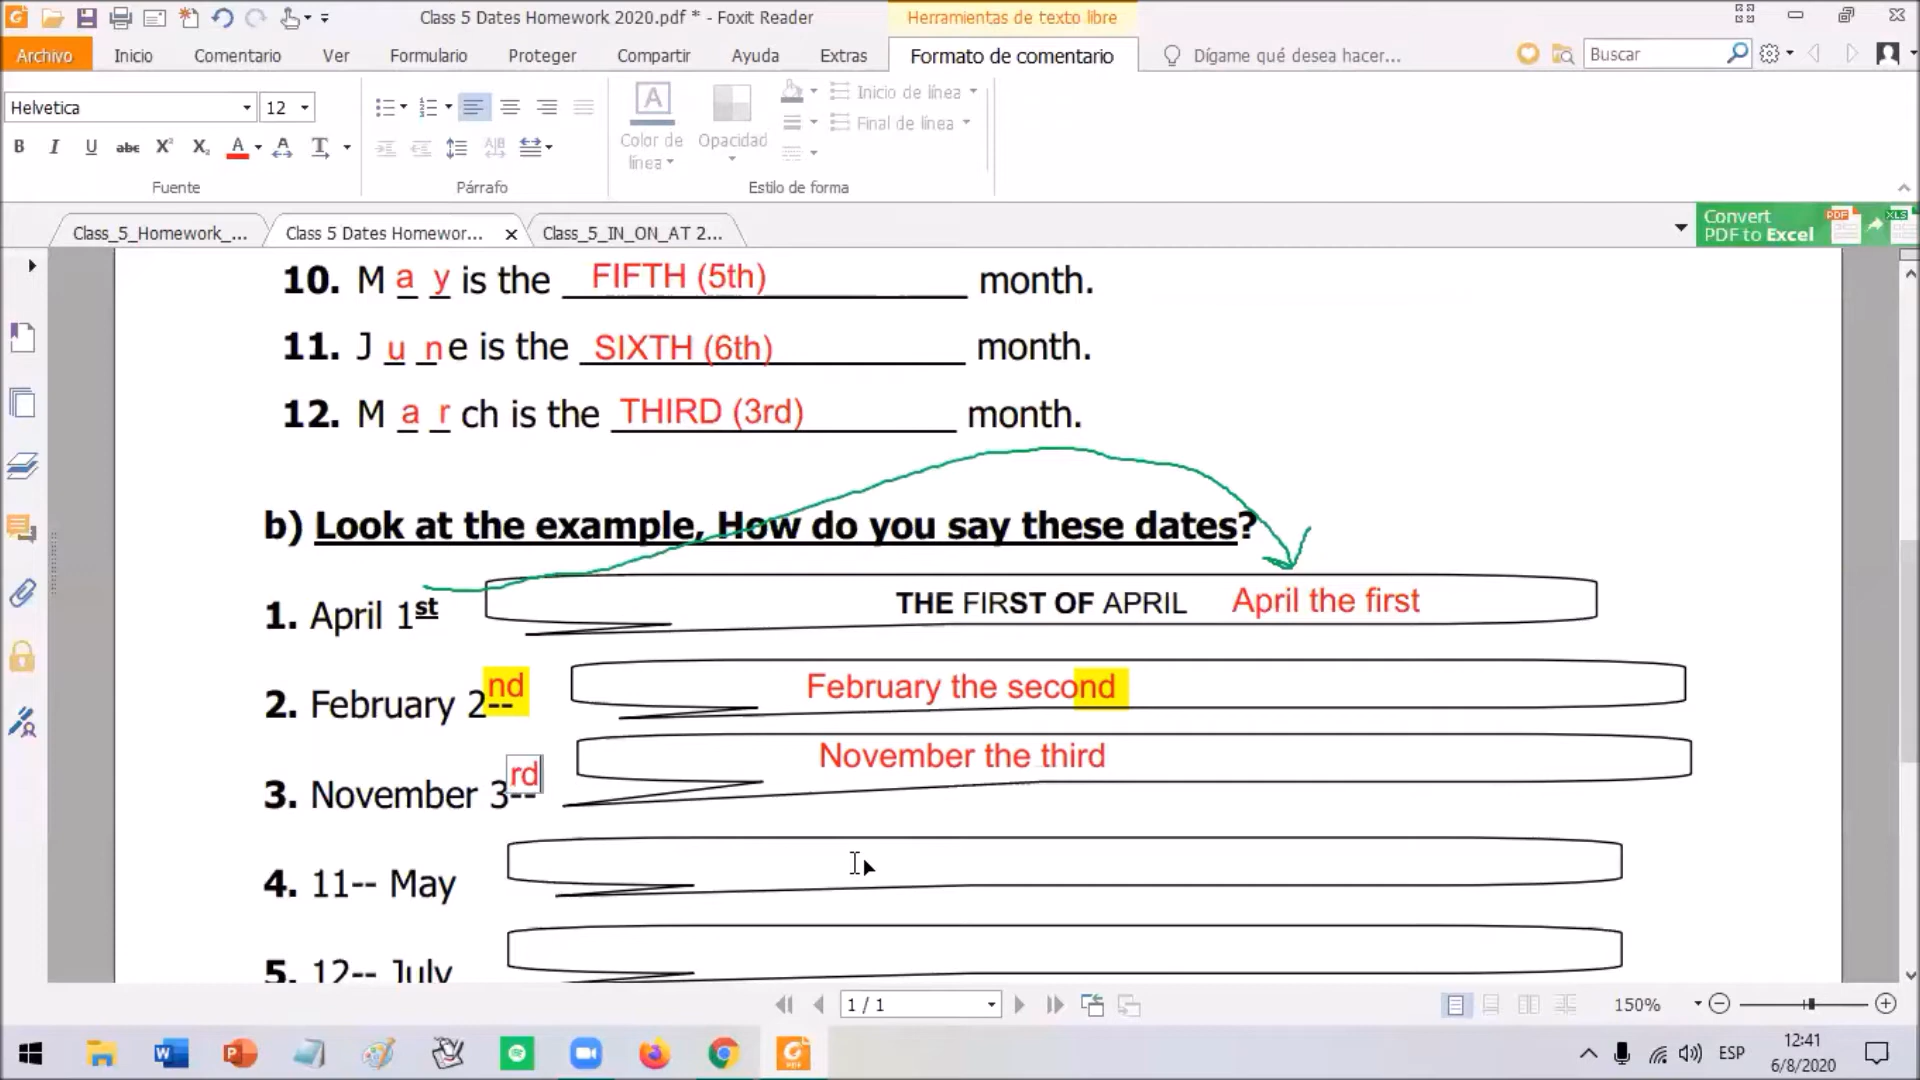 Class 5 Dates Homework 2020.pdf * - Foxit Reader
Herramientas de texto libre
Archivo Inicio Comentario Ver Formulario Proteger Compartir Ayuda Extras Formato de comentario Dígame qué desea hacer... Buscar
Helvetica 12
Inicio de línea
Final de línea
Color de línea
Opacidad
Fuente Párrafo Estilo de forma
Class_5_Homework_... Class 5 Dates Homewor... Class_5_IN_ON_AT 2...
Convert
PDF to Excel
10. M a y is the FIFTH (5th) month.
11. J u n e is the SIXTH (6th) month.
12. M a r ch is the THIRD (3rd) month.
b) Look at the example, How do you say these dates?
1. April 1st THE FIRST OF APRIL April the first
2. February 2-- nd February the second
3. November 3-- rd November the third
4. 11-- May
5. 12-- July
1 / 1
150%
12:41
ESP
6/8/2020